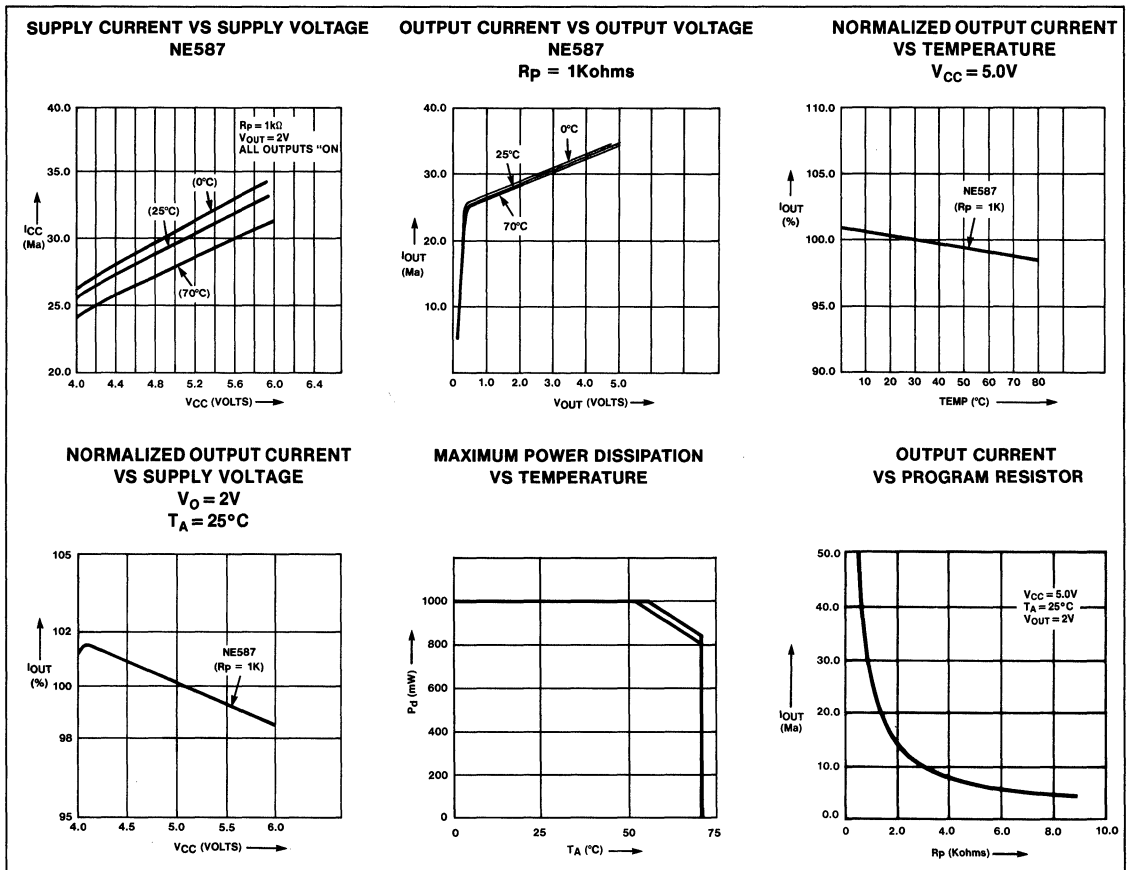 SUPPLY CURRENT VS SUPPLY VOLTAGE
NE587
40.0
35.0
30.0
25.0
20.0
ICC
(Ma)
RP = 1kΩ
VOUT = 2V
ALL OUTPUTS "ON
(0°C)
(25°C)
(70°C)
4.0 4.4 4.8 5.2 5.6 6.0 6.4
VCC (VOLTS)
OUTPUT CURRENT VS OUTPUT VOLTAGE
NE587
RP = 1Kohms
40.0
30.0
20.0
10.0
IOUT
(Ma)
0°C
25°C
70°C
0 1.0 2.0 3.0 4.0 5.0
VOUT (VOLTS)
NORMALIZED OUTPUT CURRENT
VS TEMPERATURE
VCC = 5.0V
110.0
105.0
100.0
95.0
90.0
IOUT
(%)
NE587
(RP = 1K)
10 20 30 40 50 60 70 80
TEMP (°C)
NORMALIZED OUTPUT CURRENT
VS SUPPLY VOLTAGE
VO = 2V
TA = 25°C
105
102
100
98
95
IOUT
(%)
NE587
(RP = 1K)
4.0 4.5 5.0 5.5 6.0
VCC (VOLTS)
MAXIMUM POWER DISSIPATION
VS TEMPERATURE
1000
800
600
400
200
0
Pd (mW)
0 25 50 75
TA (°C)
OUTPUT CURRENT
VS PROGRAM RESISTOR
50.0
40.0
30.0
20.0
10.0
0.0
IOUT
(Ma)
VCC = 5.0V
TA = 25°C
VOUT = 2V
0 2.0 4.0 6.0 8.0 10.0
Rp (Kohms)